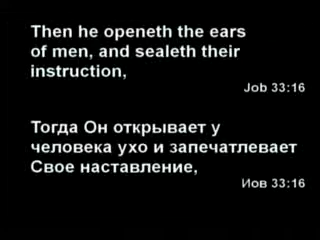 Then he openeth the ears
of men, and sealeth their
instruction,
Job 33:16
Тогда Он открывает у
человека ухо и запечатлевает
Свое наставление,
Иов 33:16